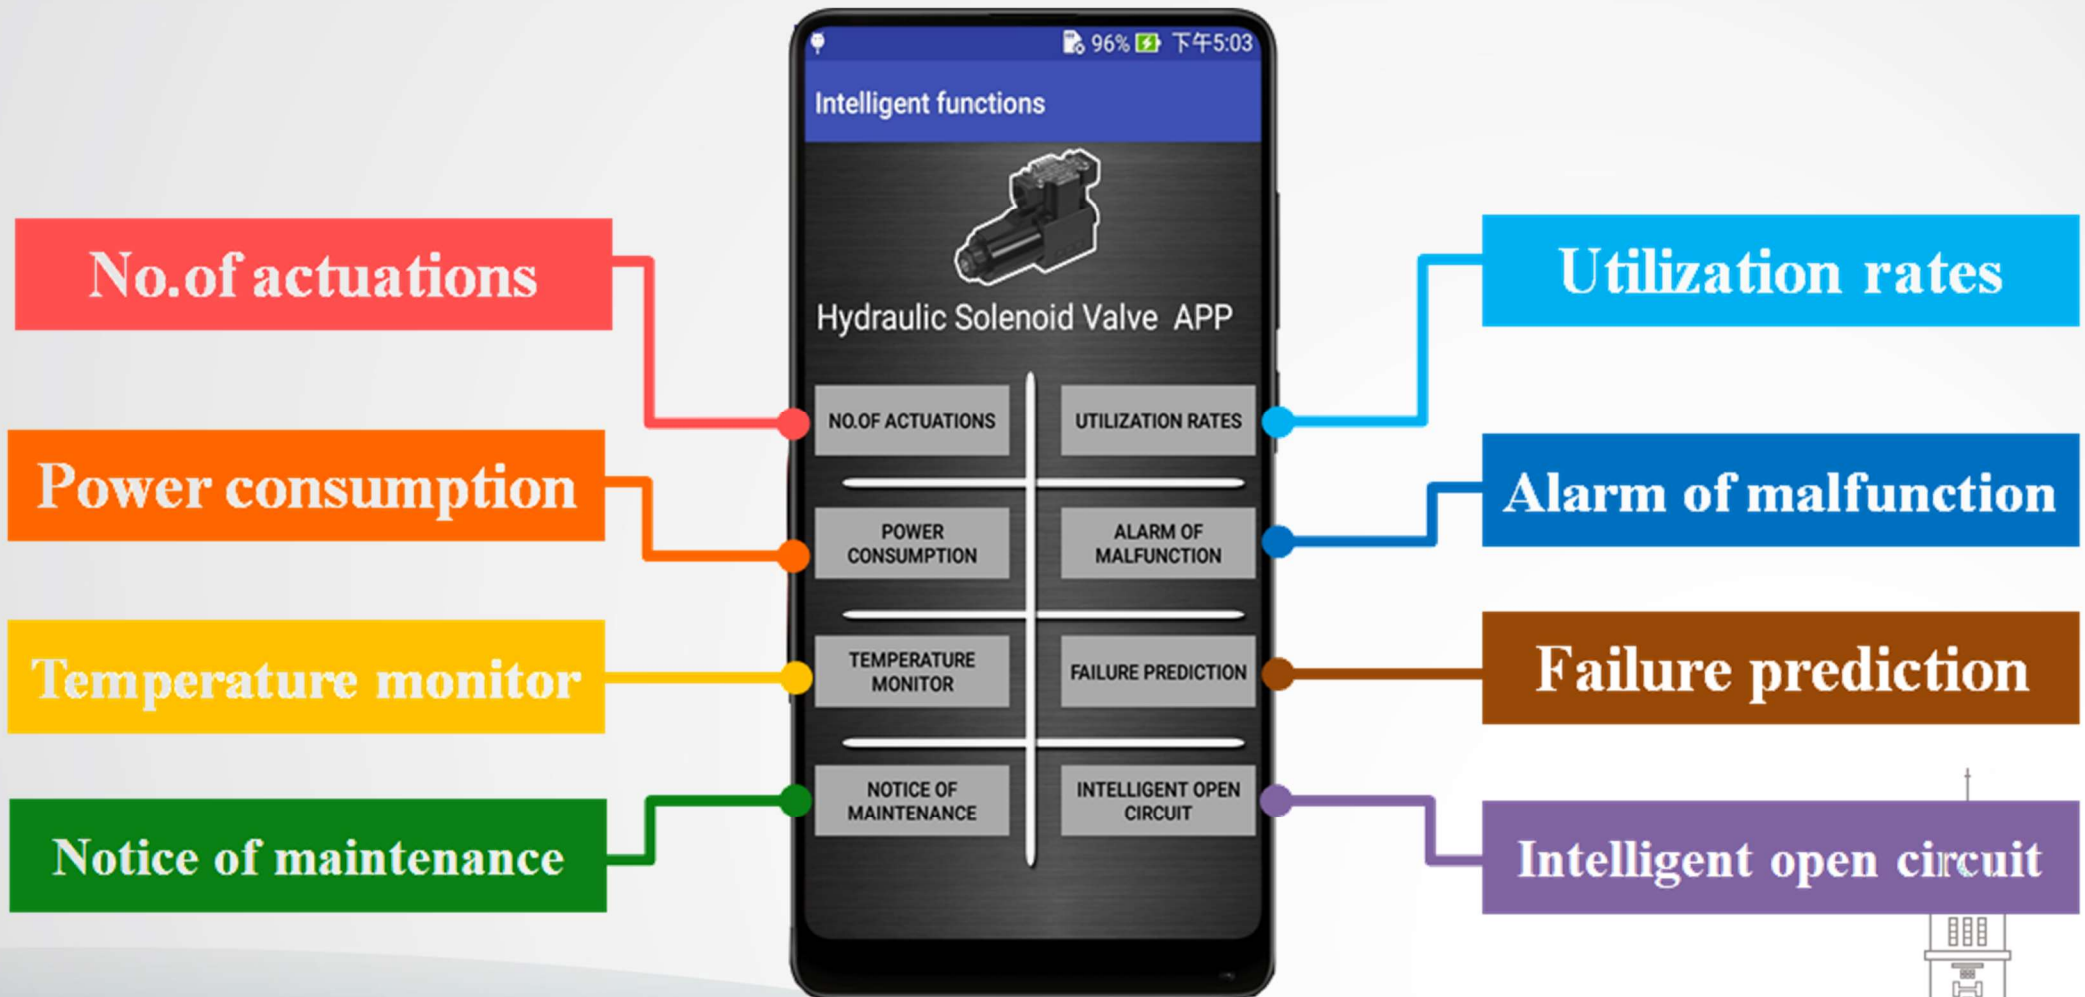 96% 下午5:03
Intelligent functions
Hydraulic Solenoid Valve APP
No.of actuations
Utilization rates
NO.OF ACTUATIONS
UTILIZATION RATES
Power consumption
Alarm of malfunction
POWER
CONSUMPTION
ALARM OF
MALFUNCTION
Temperature monitor
Failure prediction
TEMPERATURE
MONITOR
FAILURE PREDICTION
Notice of maintenance
Intelligent open circuit
NOTICE OF
MAINTENANCE
INTELLIGENT OPEN
CIRCUIT